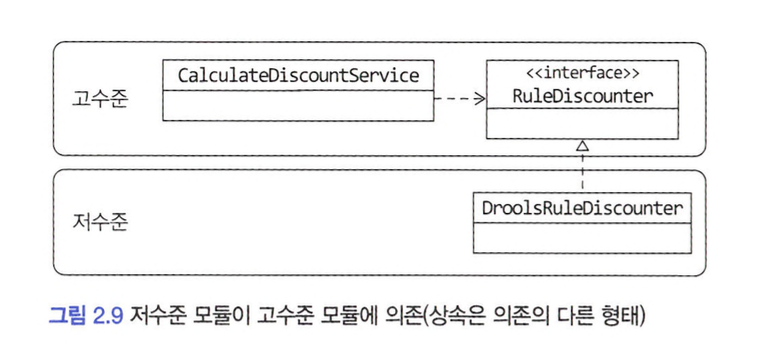 고수준
CalculateDiscountService
<<interface>>
RuleDiscounter
저수준
DroolsRuleDiscounter
그림 2.9 저수준 모듈이 고수준 모듈에 의존(상속은 의존의 다른 형태)